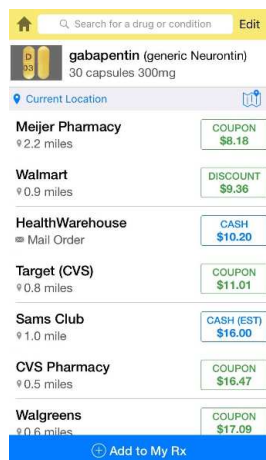 Search for a drug or condition Edit
D
03
gabapentin (generic Neurontin)
30 capsules 300mg
Current Location
Meijer Pharmacy COUPON
2.2 miles $8.18
Walmart DISCOUNT
0.9 miles $9.36
HealthWarehouse CASH
Mail Order $10.20
Target (CVS) COUPON
0.8 miles $11.01
Sams Club CASH (EST)
1.0 mile $16.00
CVS Pharmacy COUPON
0.5 miles $16.47
Walgreens COUPON
0.6 miles $17.09
Add to My Rx